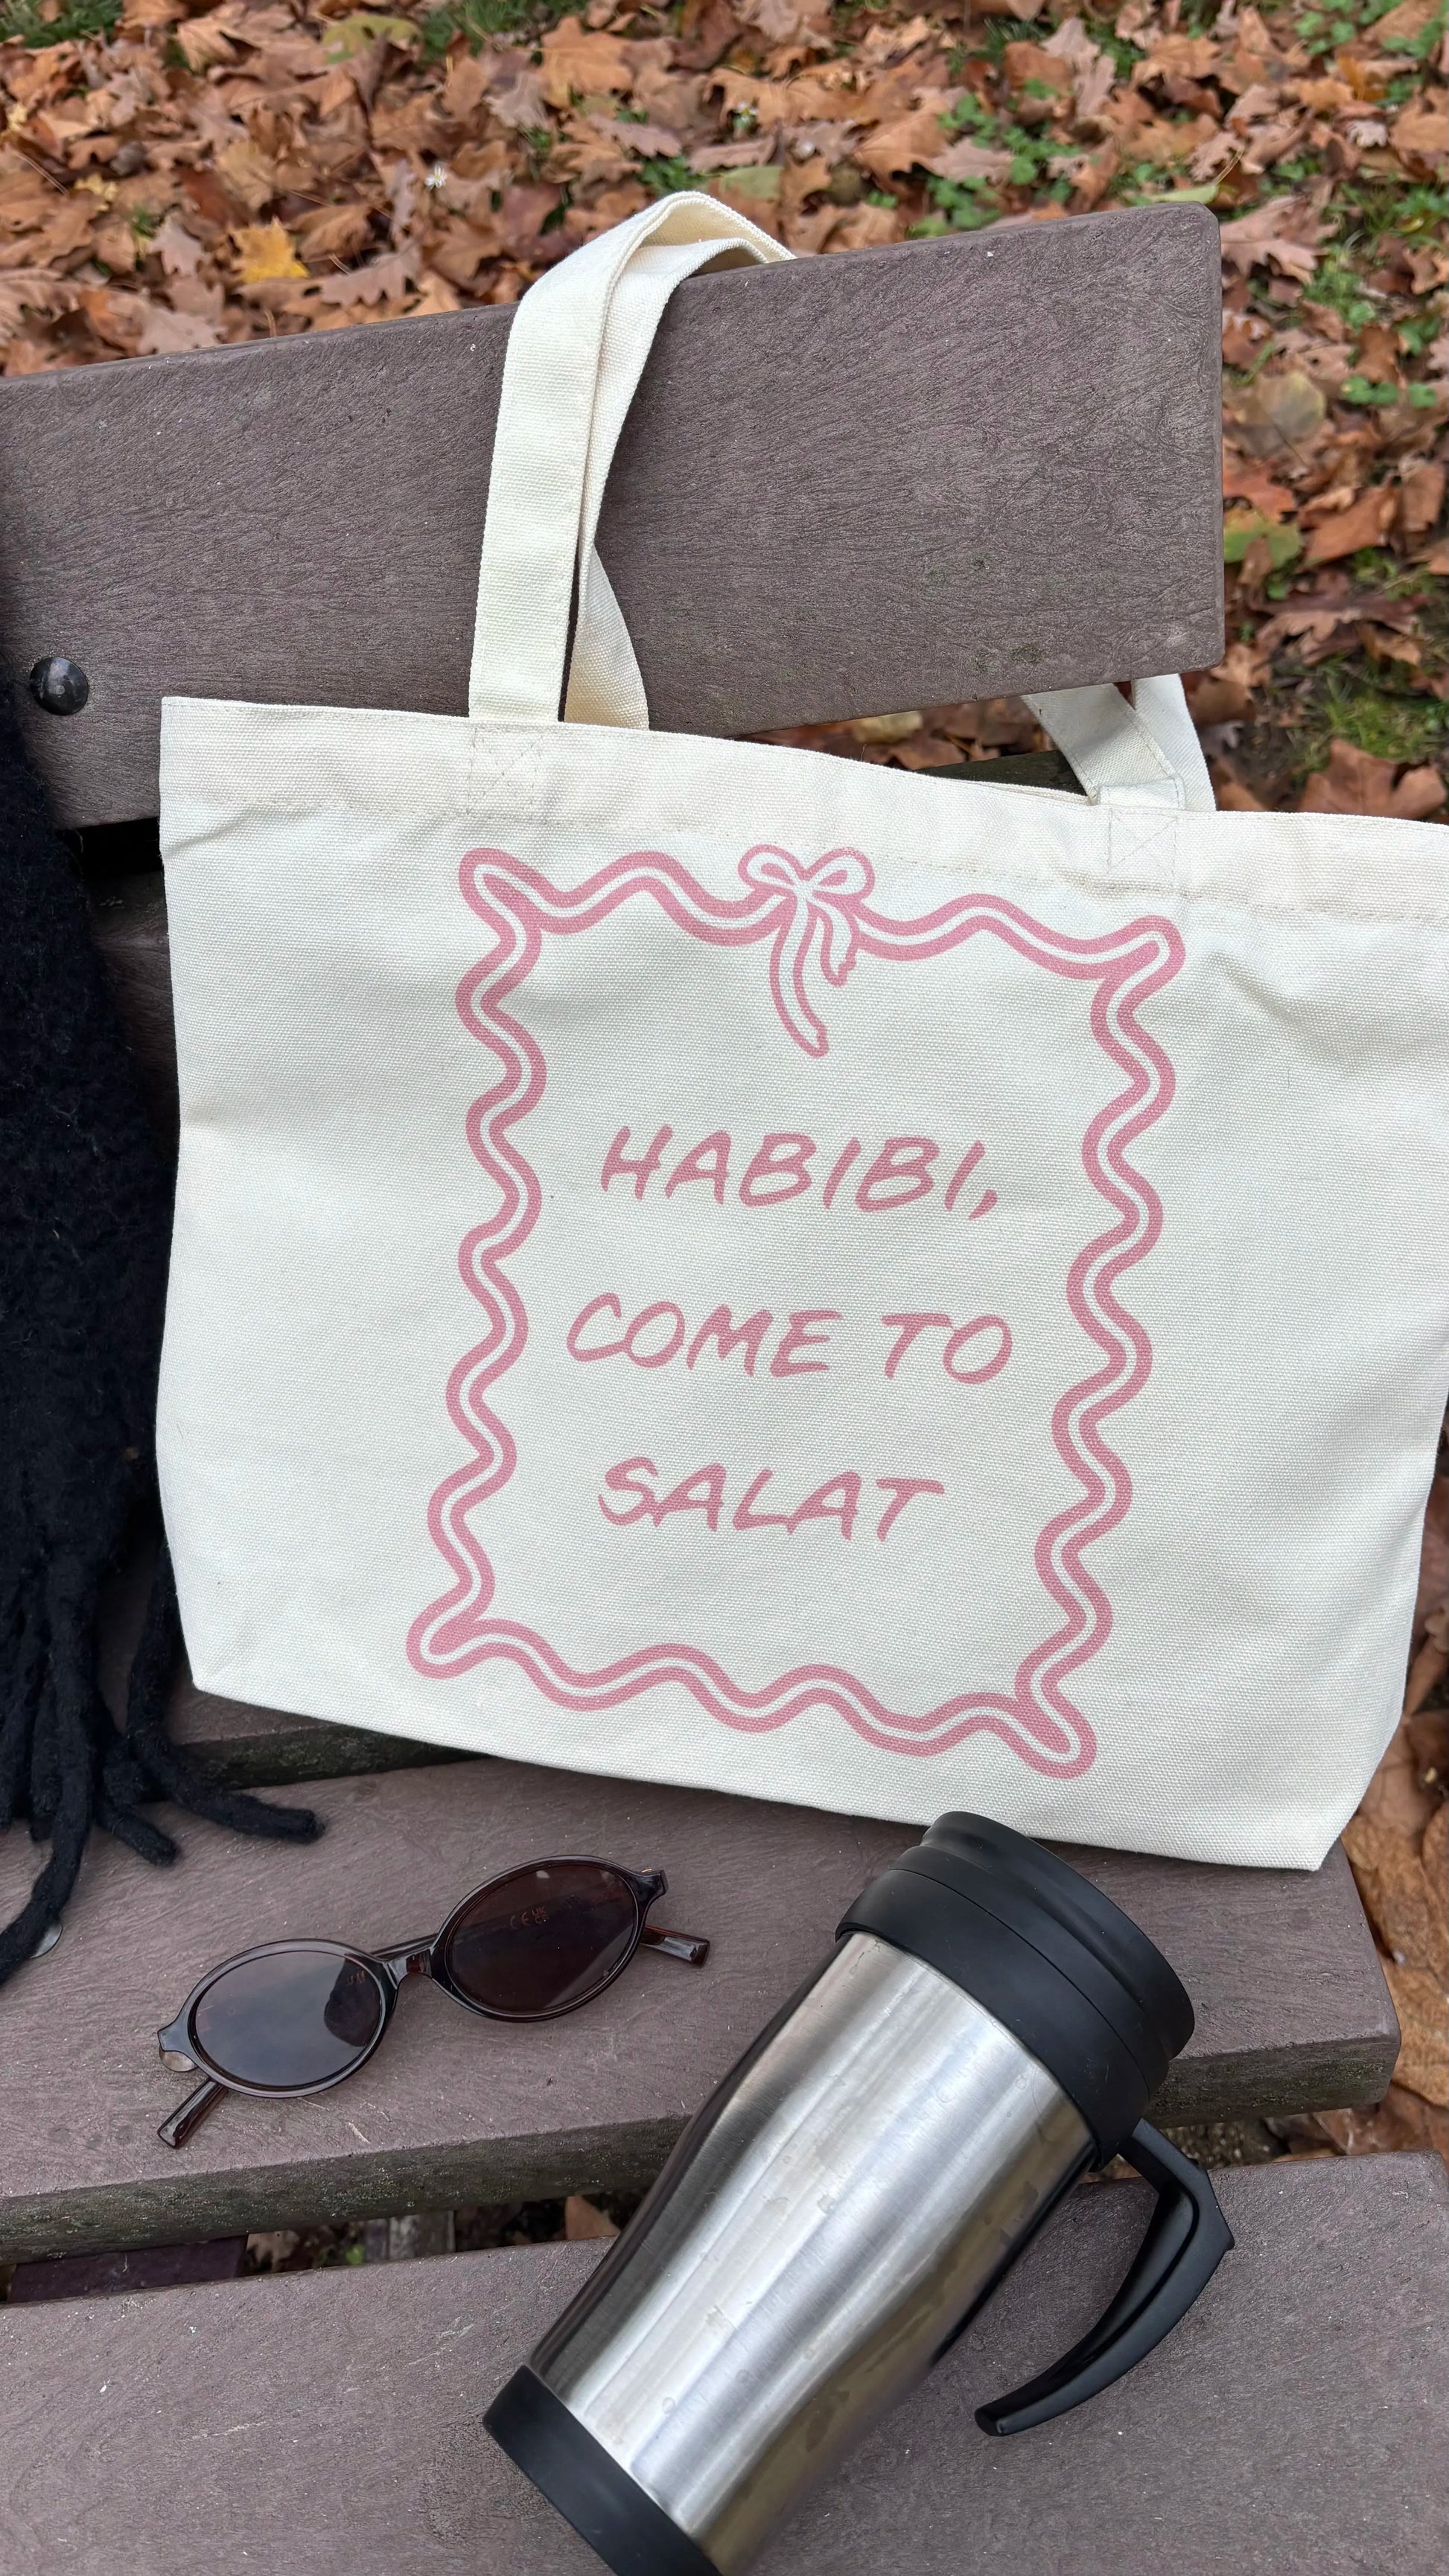 HABIBI,
COME TO
SALAT